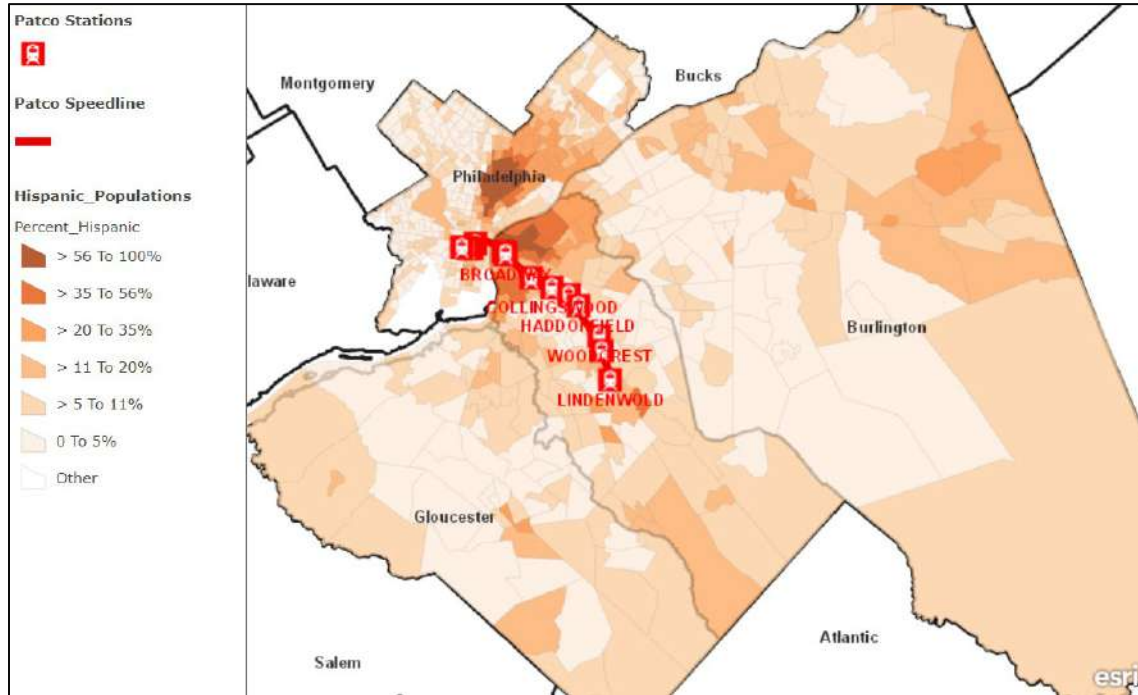 Patco Stations
Patco Speedline
Hispanic_Populations
Percent_Hispanic
> 56 To 100%
> 35 To 56%
> 20 To 35%
> 11 To 20%
> 5 To 11%
0 To 5%
Other
Montgomery
Bucks
Philadelphia
laware
BROADWAY
COLLINGSWOOD
HADDONFIELD
WOODCREST
LINDENWOLD
Burlington
Gloucester
Atlantic
Salem
esri